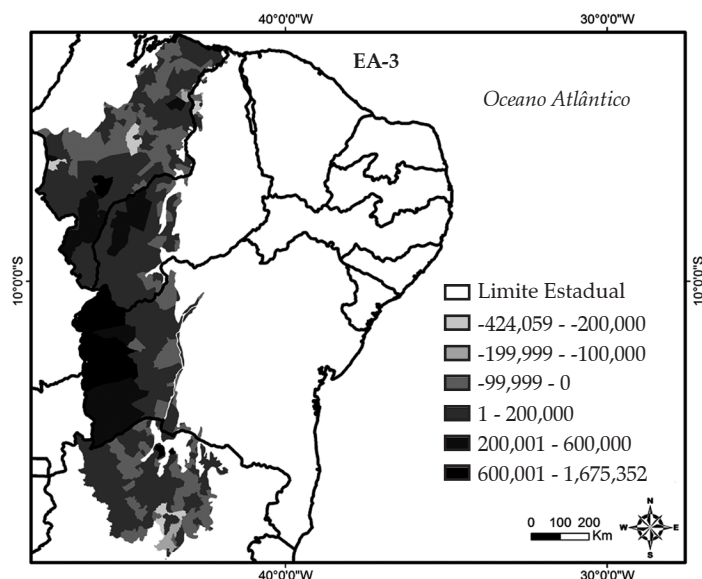 40°0'0"W
30°0'0"W
EA-3
Oceano Atlântico
10°0'0"S
10°0'0"S
Limite Estadual
-424,059 - -200,000
-199,999 - -100,000
-99,999 - 0
1 - 200,000
200,001 - 600,000
600,001 - 1,675,352
N
W E
S
0 100 200
Km
40°0'0"W
30°0'0"W